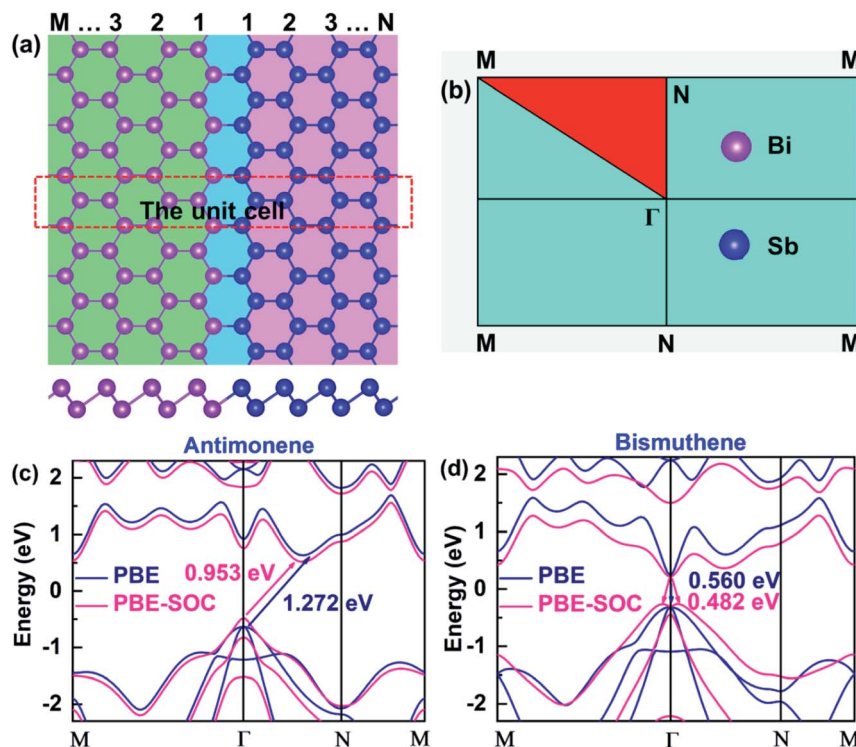 M ... 3 2 1 1 2 3... N
(a)
The unit cell
(b)
M M
N
Bi
Γ
Sb
M N M
Antimonene
(c)
2
1
0
-1
-2
Energy (eV)
PBE
PBE-SOC
0.953 eV
1.272 eV
M Γ N M
Bismuthene
(d)
2
1
0
-1
-2
Energy (eV)
PBE
PBE-SOC
0.560 eV
0.482 eV
M Γ N M